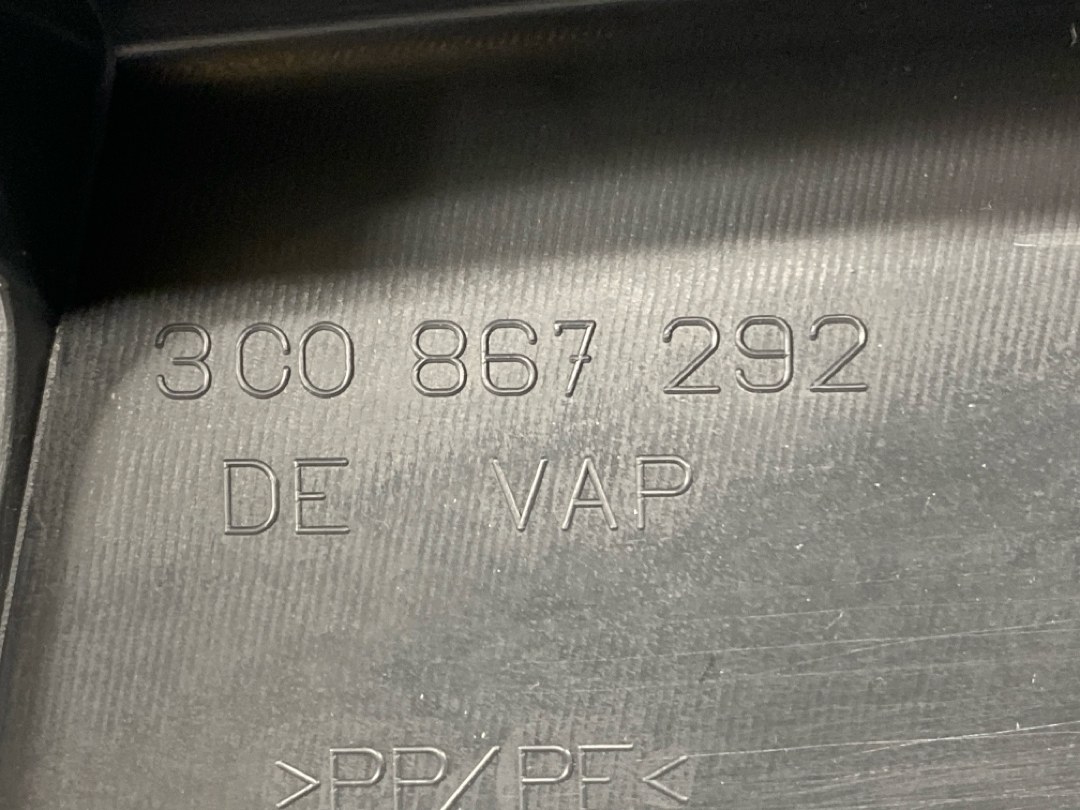 3C0 867 292
DE VAP
>PP/PE<